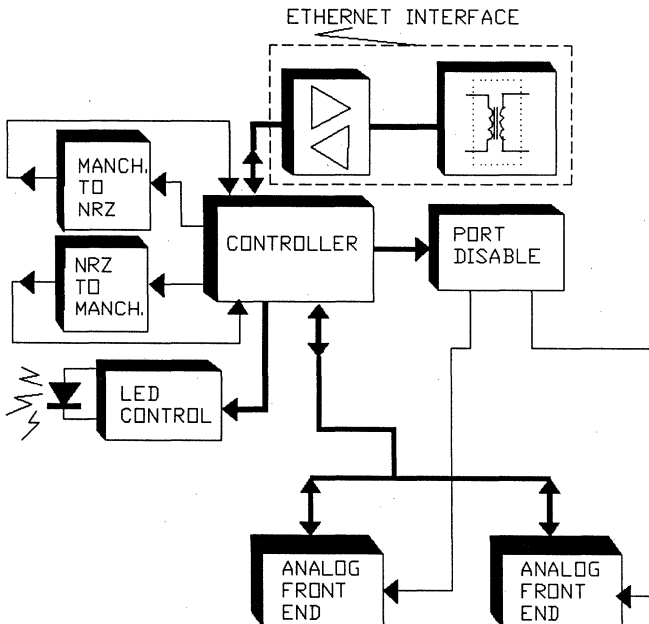 ETHERNET INTERFACE
MANCH.
TO
NRZ
CONTROLLER
PORT
DISABLE
NRZ
TO
MANCH.
LED
CONTROL
ANALOG
FRONT
END
ANALOG
FRONT
END